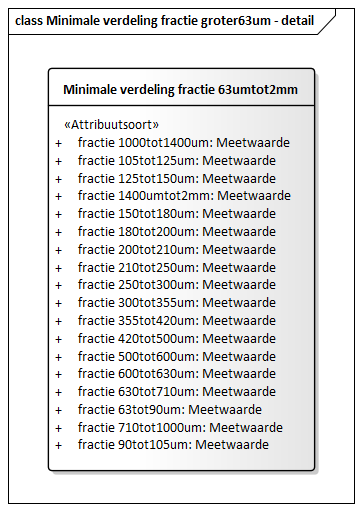 class Minimale verdeling fractie groter63um - detail
Minimale verdeling fractie 63umtot2mm
«Attribuutsoort»
+ fractie 1000tot1400um: Meetwaarde
+ fractie 105tot125um: Meetwaarde
+ fractie 125tot150um: Meetwaarde
+ fractie 1400umtot2mm: Meetwaarde
+ fractie 150tot180um: Meetwaarde
+ fractie 180tot200um: Meetwaarde
+ fractie 200tot210um: Meetwaarde
+ fractie 210tot250um: Meetwaarde
+ fractie 250tot300um: Meetwaarde
+ fractie 300tot355um: Meetwaarde
+ fractie 355tot420um: Meetwaarde
+ fractie 420tot500um: Meetwaarde
+ fractie 500tot600um: Meetwaarde
+ fractie 600tot630um: Meetwaarde
+ fractie 630tot710um: Meetwaarde
+ fractie 63tot90um: Meetwaarde
+ fractie 710tot1000um: Meetwaarde
+ fractie 90tot105um: Meetwaarde